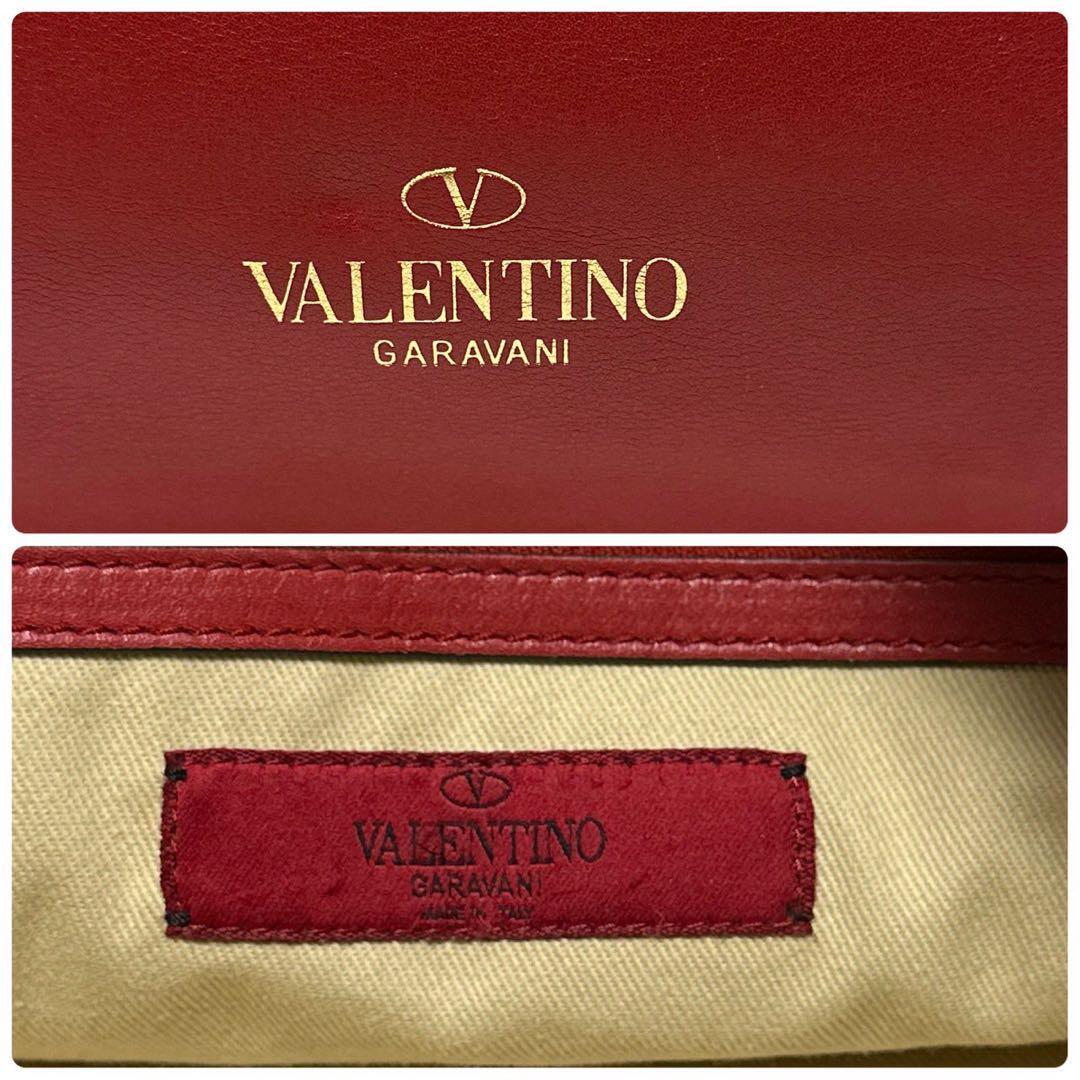 V
VALENTINO
GARAVANI
V
VALENTINO
GARAVANI
MADE IN ITALY